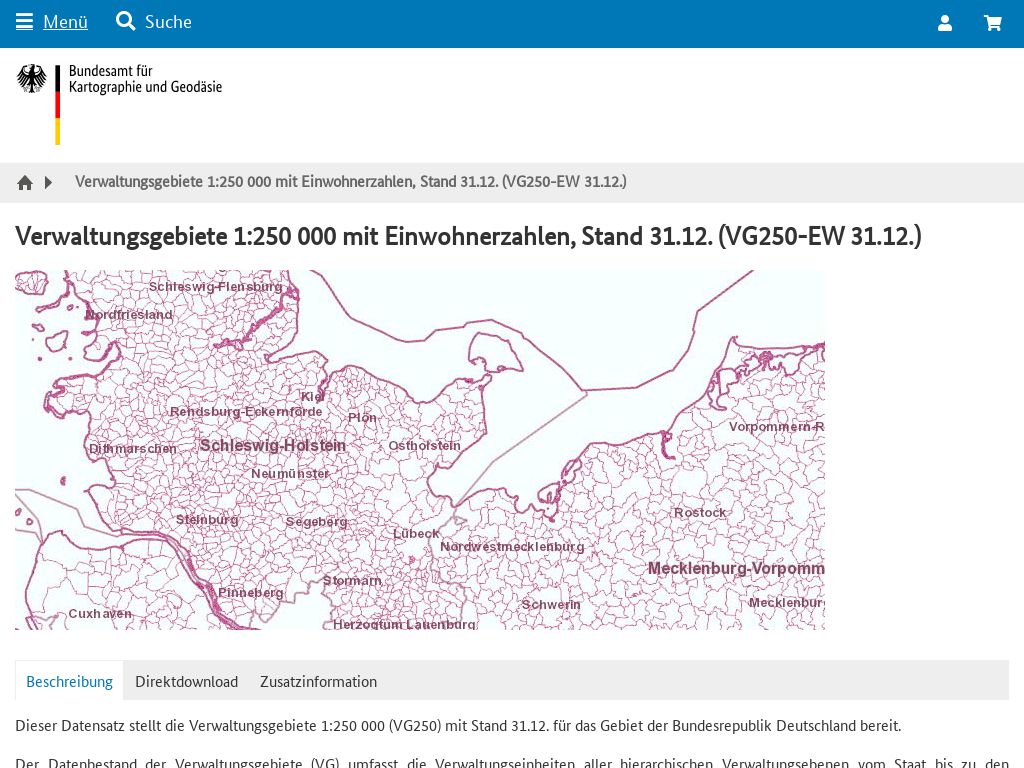 Menü
Suche
Bundesamt für
Kartographie und Geodäsie
Verwaltungsgebiete 1:250 000 mit Einwohnerzahlen, Stand 31.12. (VG250-EW 31.12.)
Verwaltungsgebiete 1:250 000 mit Einwohnerzahlen, Stand 31.12. (VG250-EW 31.12.)
Schleswig-Flensburg
Nordfriesland
Kiel
Rendsburg-Eckernförde
Plön
Vorpommern-R
Schleswig-Holstein
Ostholstein
Dithmarschen
Neumünster
Rostock
Steinburg
Segeberg
Lübeck
Nordwestmecklenburg
Mecklenburg-Vorpomm
Stormarn
Pinneberg
Schwerin
Mecklenburg
Cuxhaven
Herzogtum Lauenburg
Beschreibung
Direktdownload
Zusatzinformation
Dieser Datensatz stellt die Verwaltungsgebiete 1:250 000 (VG250) mit Stand 31.12. für das Gebiet der Bundesrepublik Deutschland bereit.
Der Datenbestand der Verwaltungsgebiete (VG) umfasst die Verwaltungseinheiten aller hierarchischen Verwaltungsebenen vom Staat bis zu den